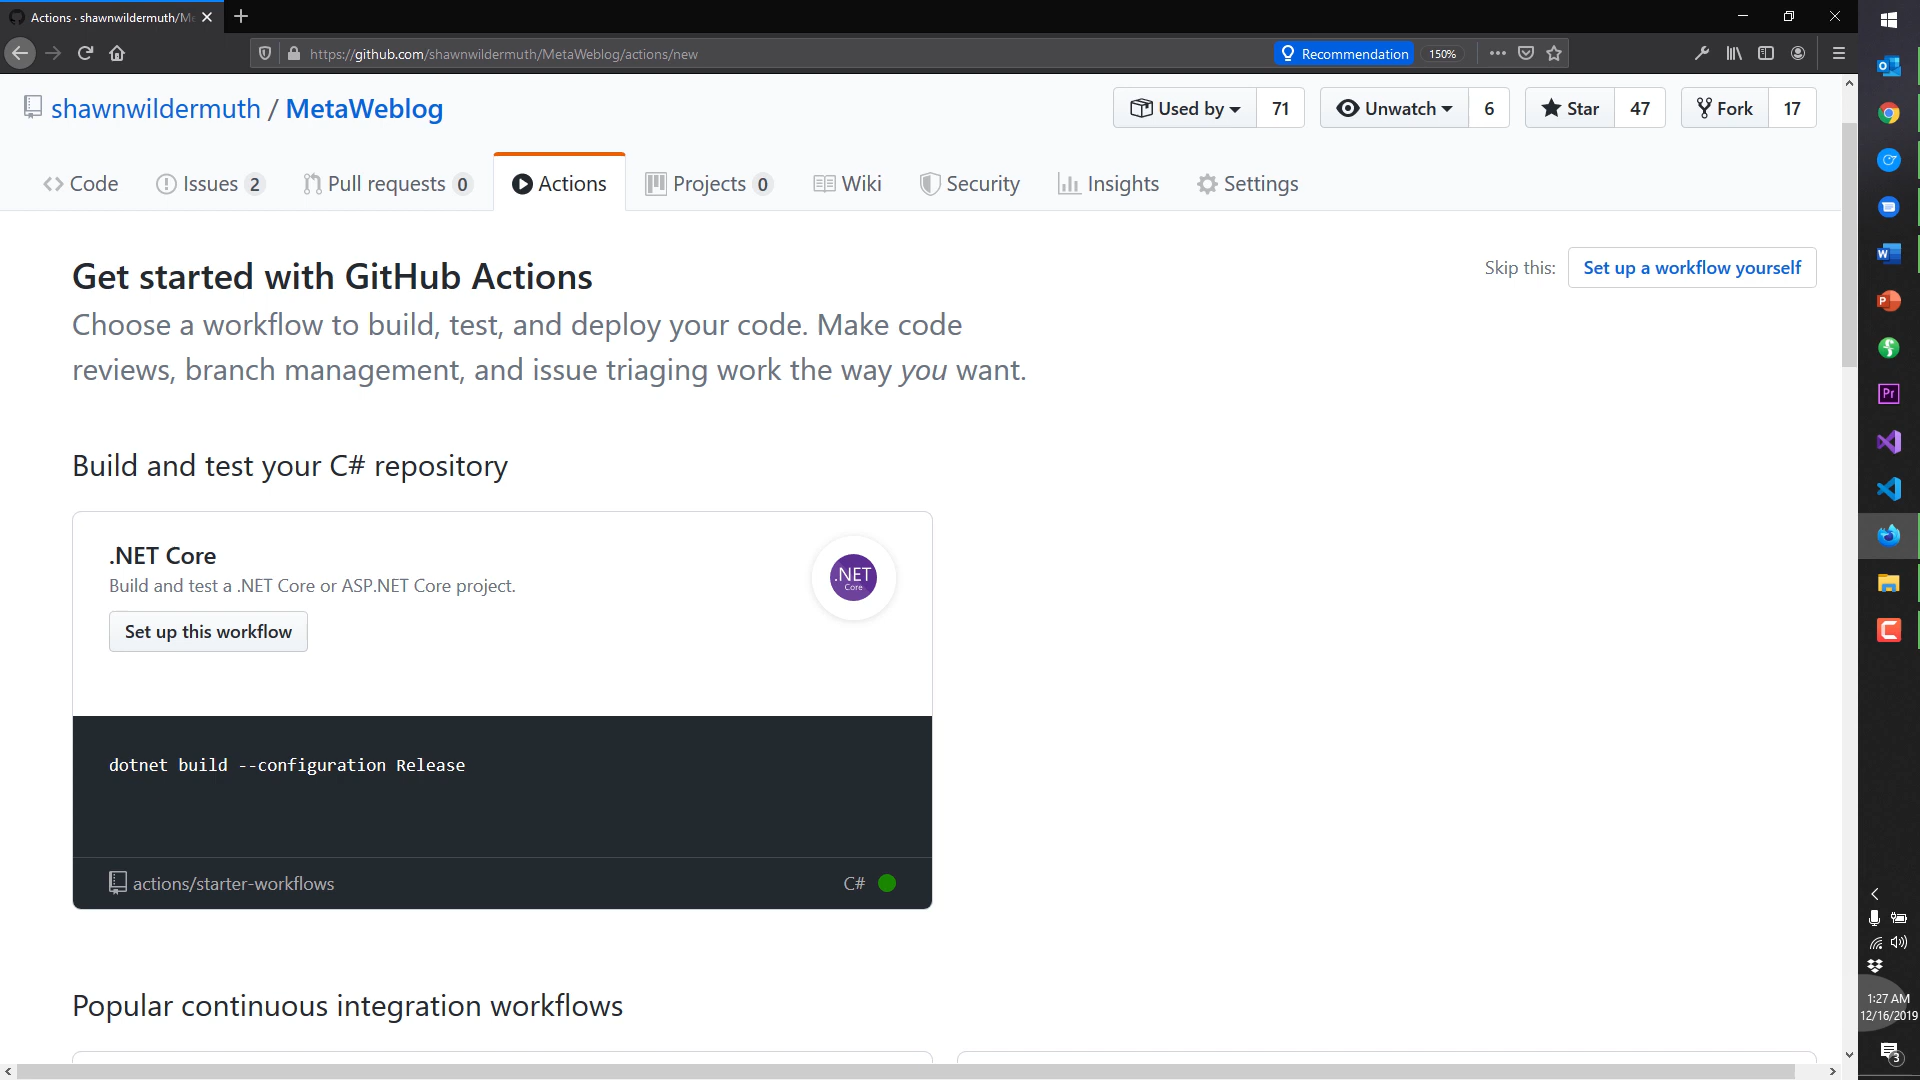 Actions · shawnwildermuth/Me
https://github.com/shawnwildermuth/MetaWeblog/actions/new
Recommendation
150%
shawnwildermuth / MetaWeblog
Used by 71
Unwatch 6
Star 47
Fork 17
Code
Issues 2
Pull requests 0
Actions
Projects 0
Wiki
Security
Insights
Settings
Get started with GitHub Actions
Skip this: Set up a workflow yourself
Choose a workflow to build, test, and deploy your code. Make code
reviews, branch management, and issue triaging work the way you want.
Build and test your C# repository
.NET Core
Build and test a .NET Core or ASP.NET Core project.
.NET
Core
Set up this workflow
dotnet build --configuration Release
actions/starter-workflows
C#
Popular continuous integration workflows
Pr
1:27 AM
12/16/2019
3